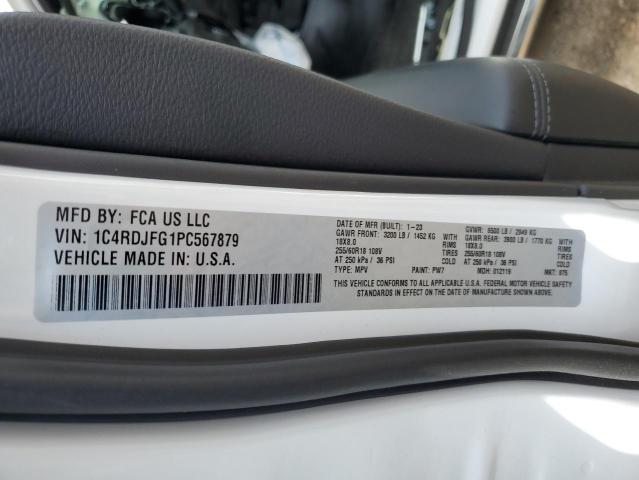 MFD BY: FCA US LLC
VIN: 1C4RDJFG1PC567879
VEHICLE MADE IN: U.S.A.
DATE OF MFR (BUILT): 1-23 GVWR: 6500 LB / 2949 KG
GAWR FRONT: 3200 LB / 1452 KG WITH GAWR REAR: 3900 LB / 1770 KG WITH
18X8.0 RIMS 18X8.0 RIMS
255/60R18 108V TIRES 255/60R18 108V TIRES
AT 250 kPa / 36 PSI COLD AT 250 kPa / 36 PSI COLD
TYPE: MPV PAINT: PW7 MDH: 012119 MKT: 875
THIS VEHICLE CONFORMS TO ALL APPLICABLE U.S.A. FEDERAL MOTOR VEHICLE SAFETY
STANDARDS IN EFFECT ON THE DATE OF MANUFACTURE SHOWN ABOVE.